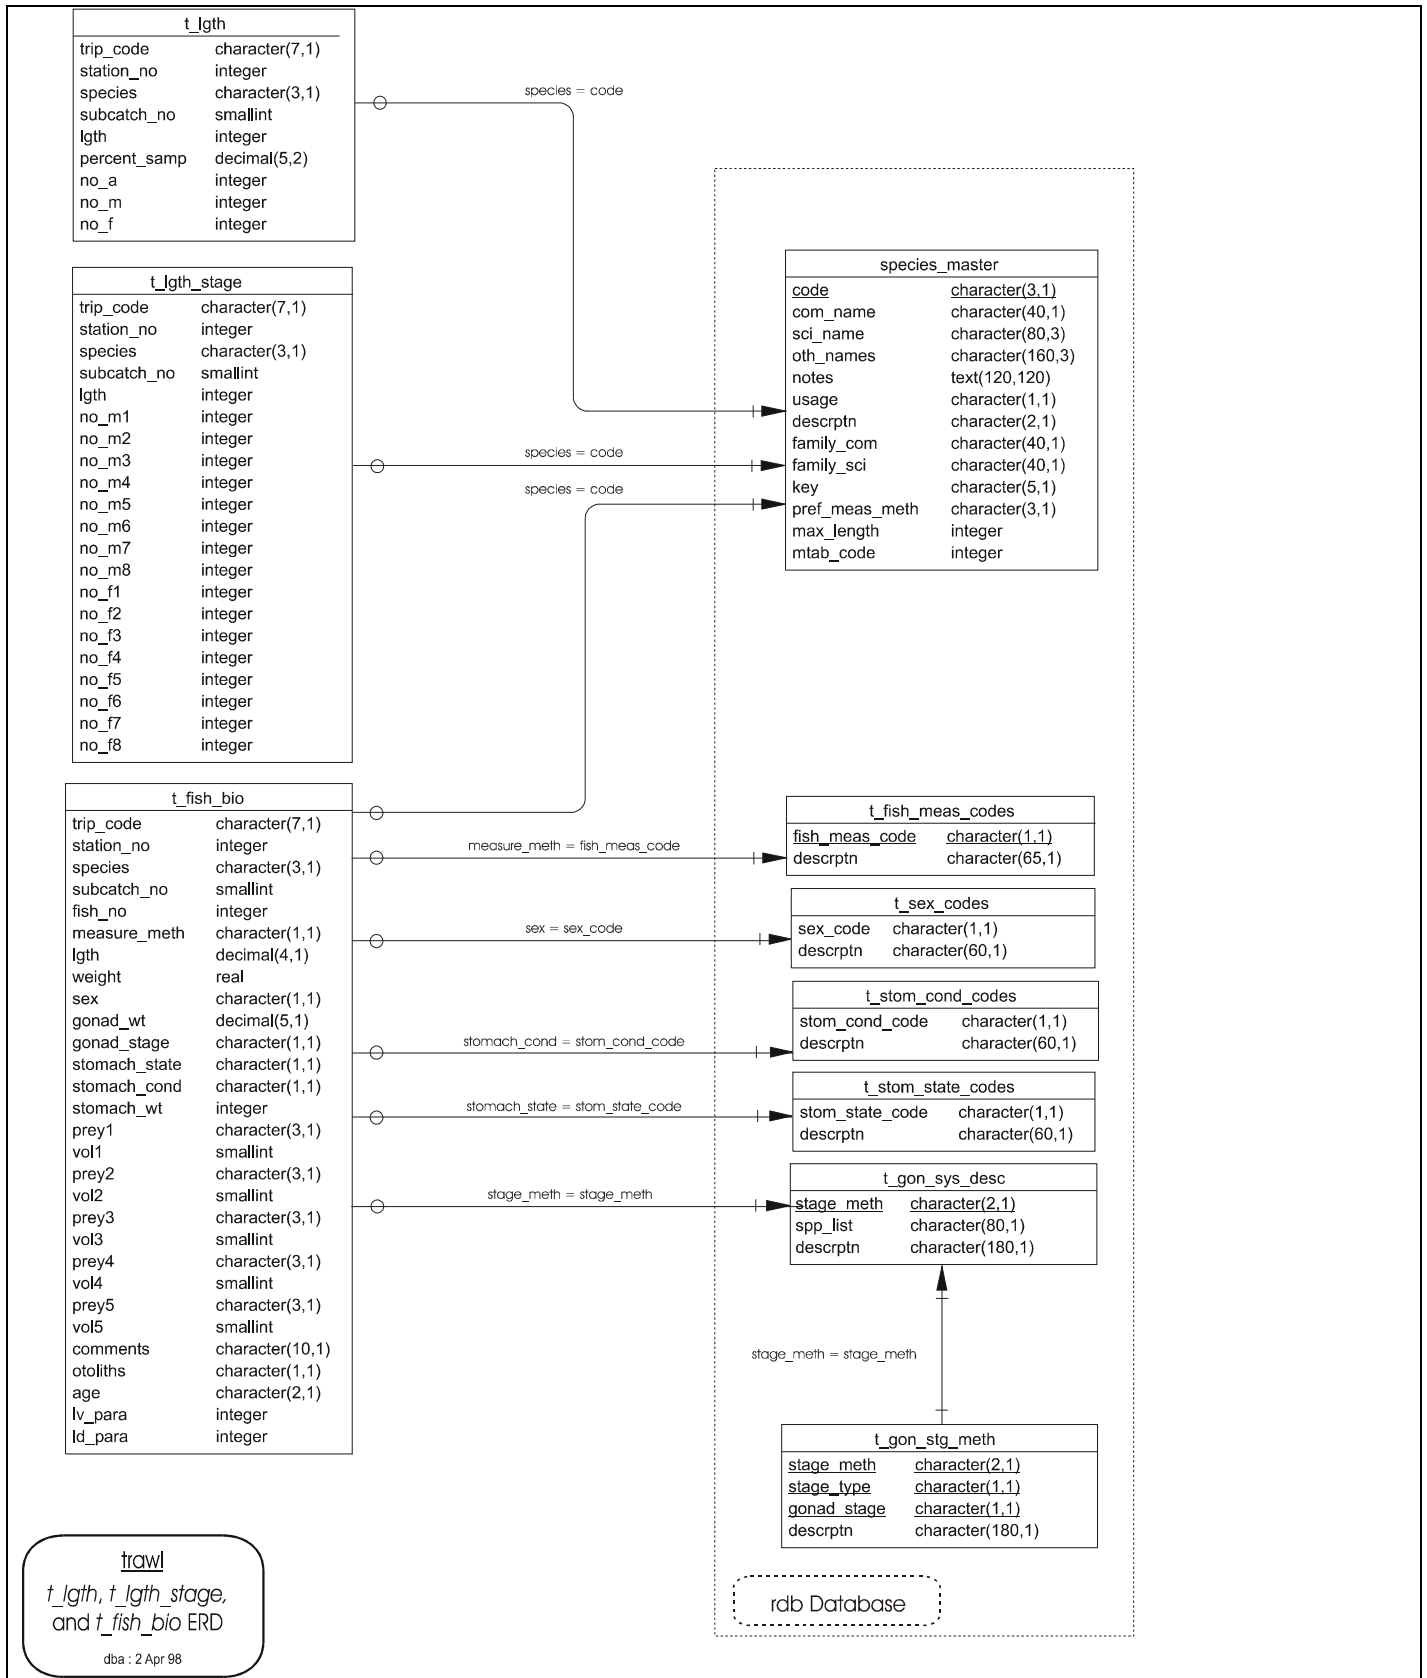 t_lgth
trip_code character(7,1)
station_no integer
species character(3,1)
subcatch_no smallint
lgth integer
percent_samp decimal(5,2)
no_a integer
no_m integer
no_f integer
species = code
t_lgth_stage
trip_code character(7,1)
station_no integer
species character(3,1)
subcatch_no smallint
lgth integer
no_m1 integer
no_m2 integer
no_m3 integer
no_m4 integer
no_m5 integer
no_m6 integer
no_m7 integer
no_m8 integer
no_f1 integer
no_f2 integer
no_f3 integer
no_f4 integer
no_f5 integer
no_f6 integer
no_f7 integer
no_f8 integer
species = code
species = code
species_master
code character(3,1)
com_name character(40,1)
sci_name character(80,3)
oth_names character(160,3)
notes text(120,120)
usage character(1,1)
descrptn character(2,1)
family_com character(40,1)
family_sci character(40,1)
key character(5,1)
pref_meas_meth character(3,1)
max_length integer
mtab_code integer
t_fish_bio
trip_code character(7,1)
station_no integer
species character(3,1)
subcatch_no smallint
fish_no integer
measure_meth character(1,1)
lgth decimal(4,1)
weight real
sex character(1,1)
gonad_wt decimal(5,1)
gonad_stage character(1,1)
stomach_state character(1,1)
stomach_cond character(1,1)
stomach_wt integer
prey1 character(3,1)
vol1 smallint
prey2 character(3,1)
vol2 smallint
prey3 character(3,1)
vol3 smallint
prey4 character(3,1)
vol4 smallint
prey5 character(3,1)
vol5 smallint
comments character(10,1)
otoliths character(1,1)
age character(2,1)
lv_para integer
ld_para integer
measure_meth = fish_meas_code
sex = sex_code
stomach_cond = stom_cond_code
stomach_state = stom_state_code
stage_meth = stage_meth
t_fish_meas_codes
fish_meas_code character(1,1)
descrptn character(65,1)
t_sex_codes
sex_code character(1,1)
descrptn character(60,1)
t_stom_cond_codes
stom_cond_code character(1,1)
descrptn character(60,1)
t_stom_state_codes
stom_state_code character(1,1)
descrptn character(60,1)
t_gon_sys_desc
stage_meth character(2,1)
spp_list character(80,1)
descrptn character(180,1)
stage_meth = stage_meth
t_gon_stg_meth
stage_meth character(2,1)
stage_type character(1,1)
gonad_stage character(1,1)
descrptn character(180,1)
rdb Database
trawl
t_lgth, t_lgth_stage,
and t_fish_bio ERD
dba : 2 Apr 98